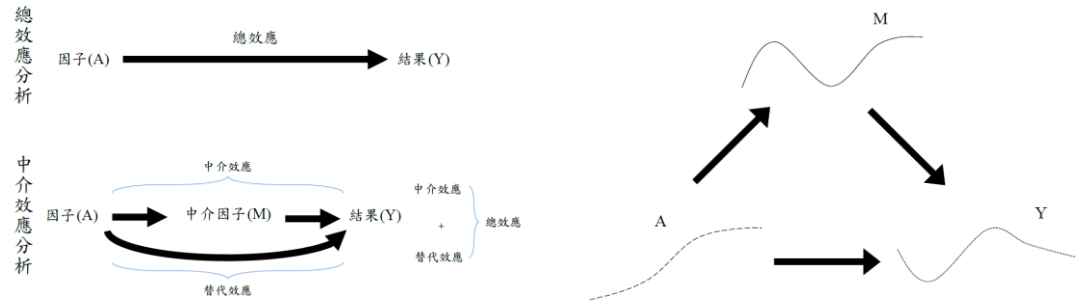 總效應分析
因子(A)
總效應
結果(Y)
中介效應分析
中介效應
因子(A)
中介因子(M)
結果(Y)
替代效應
中介效應
+
替代效應
總效應
M
A
Y